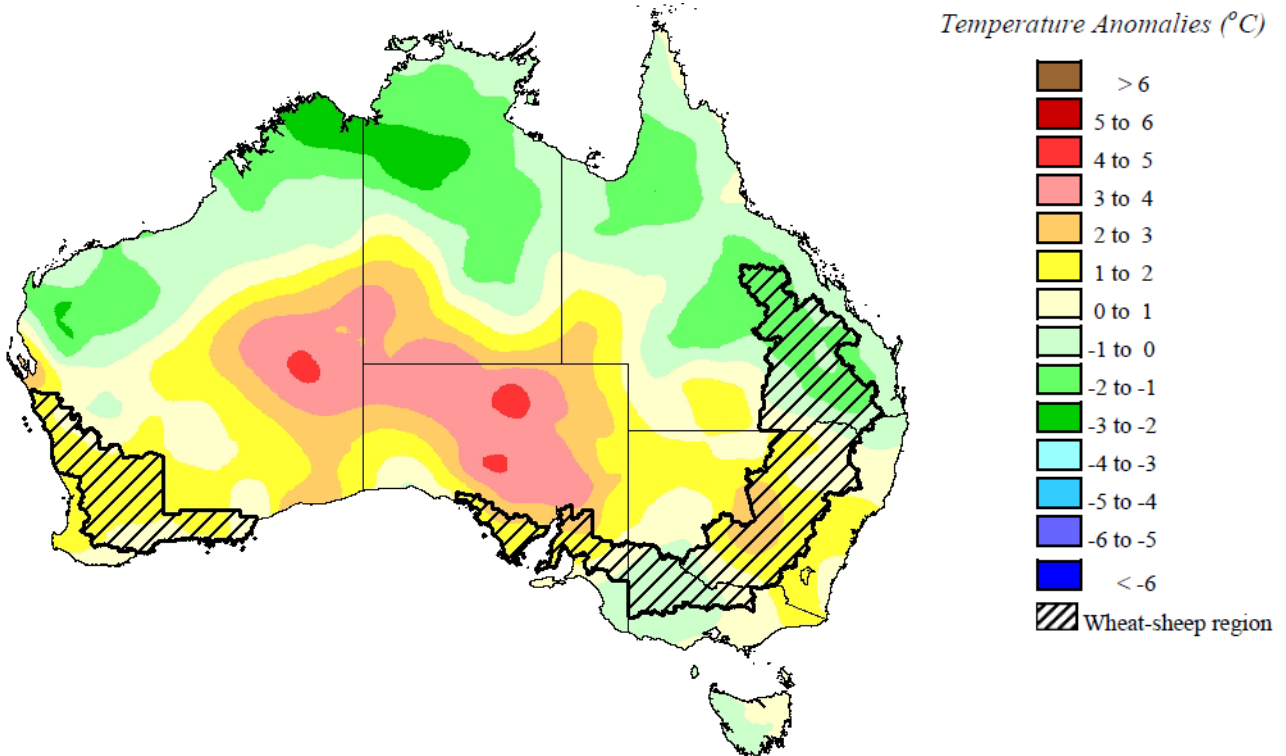 Temperature Anomalies (°C)
> 6
5 to 6
4 to 5
3 to 4
2 to 3
1 to 2
0 to 1
-1 to 0
-2 to -1
-3 to -2
-4 to -3
-5 to -4
-6 to -5
< -6
Wheat-sheep region